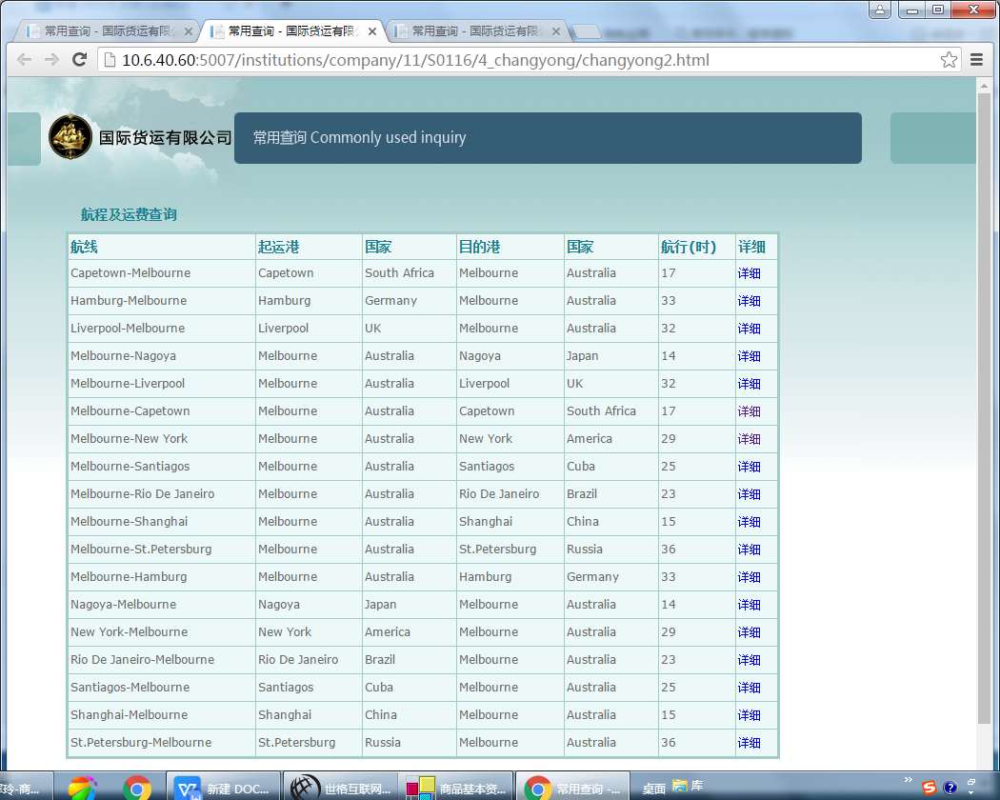 常用查询 - 国际货运有限
常用查询 - 国际货运有限
常用查询 - 国际货运有限
10.6.40.60:5007/institutions/company/11/S0116/4_changyong/changyong2.html
国际货运有限公司
常用查询 Commonly used inquiry
航程及运费查询
航线 起运港 国家 目的港 国家 航行(时) 详细
Capetown-Melbourne Capetown South Africa Melbourne Australia 17 详细
Hamburg-Melbourne Hamburg Germany Melbourne Australia 33 详细
Liverpool-Melbourne Liverpool UK Melbourne Australia 32 详细
Melbourne-Nagoya Melbourne Australia Nagoya Japan 14 详细
Melbourne-Liverpool Melbourne Australia Liverpool UK 32 详细
Melbourne-Capetown Melbourne Australia Capetown South Africa 17 详细
Melbourne-New York Melbourne Australia New York America 29 详细
Melbourne-Santiagos Melbourne Australia Santiagos Cuba 25 详细
Melbourne-Rio De Janeiro Melbourne Australia Rio De Janeiro Brazil 23 详细
Melbourne-Shanghai Melbourne Australia Shanghai China 15 详细
Melbourne-St.Petersburg Melbourne Australia St.Petersburg Russia 36 详细
Melbourne-Hamburg Melbourne Australia Hamburg Germany 33 详细
Nagoya-Melbourne Nagoya Japan Melbourne Australia 14 详细
New York-Melbourne New York America Melbourne Australia 29 详细
Rio De Janeiro-Melbourne Rio De Janeiro Brazil Melbourne Australia 23 详细
Santiagos-Melbourne Santiagos Cuba Melbourne Australia 25 详细
Shanghai-Melbourne Shanghai China Melbourne Australia 15 详细
St.Petersburg-Melbourne St.Petersburg Russia Melbourne Australia 36 详细
玲-商... 新建 DOC... 世格互联网... 商品基本资... 常用查询 -... 桌面 库